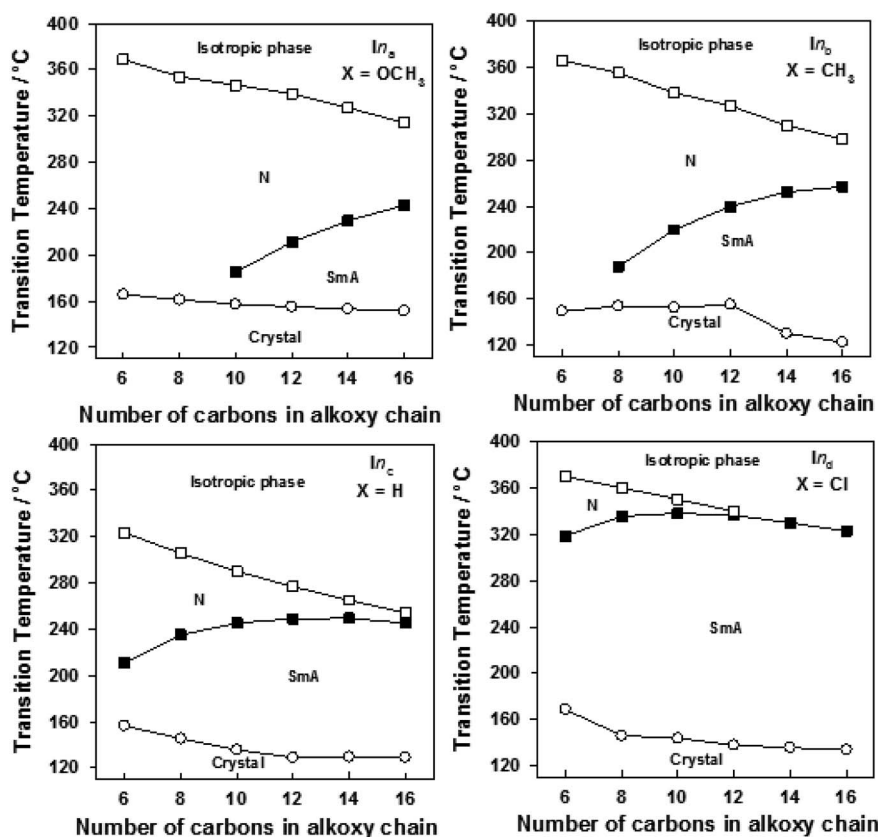 Transition Temperature / °C
400
360
320
280
240
200
160
120
Isotropic phase
Iₙₐ
X = OCH₃
N
SmA
Crystal
6 8 10 12 14 16
Number of carbons in alkoxy chain
Transition Temperature / °C
400
360
320
280
240
200
160
120
Isotropic phase
Iₙb
X = CH₃
N
SmA
Crystal
6 8 10 12 14 16
Number of carbons in alkoxy chain
Transition Temperature / °C
400
360
320
280
240
200
160
120
Isotropic phase
Iₙc
X = H
N
SmA
Crystal
6 8 10 12 14 16
Number of carbons in alkoxy chain
Transition Temperature / °C
400
360
320
280
240
200
160
120
Isotropic phase
Iₙd
X = Cl
N
SmA
Crystal
6 8 10 12 14 16
Number of carbons in alkoxy chain